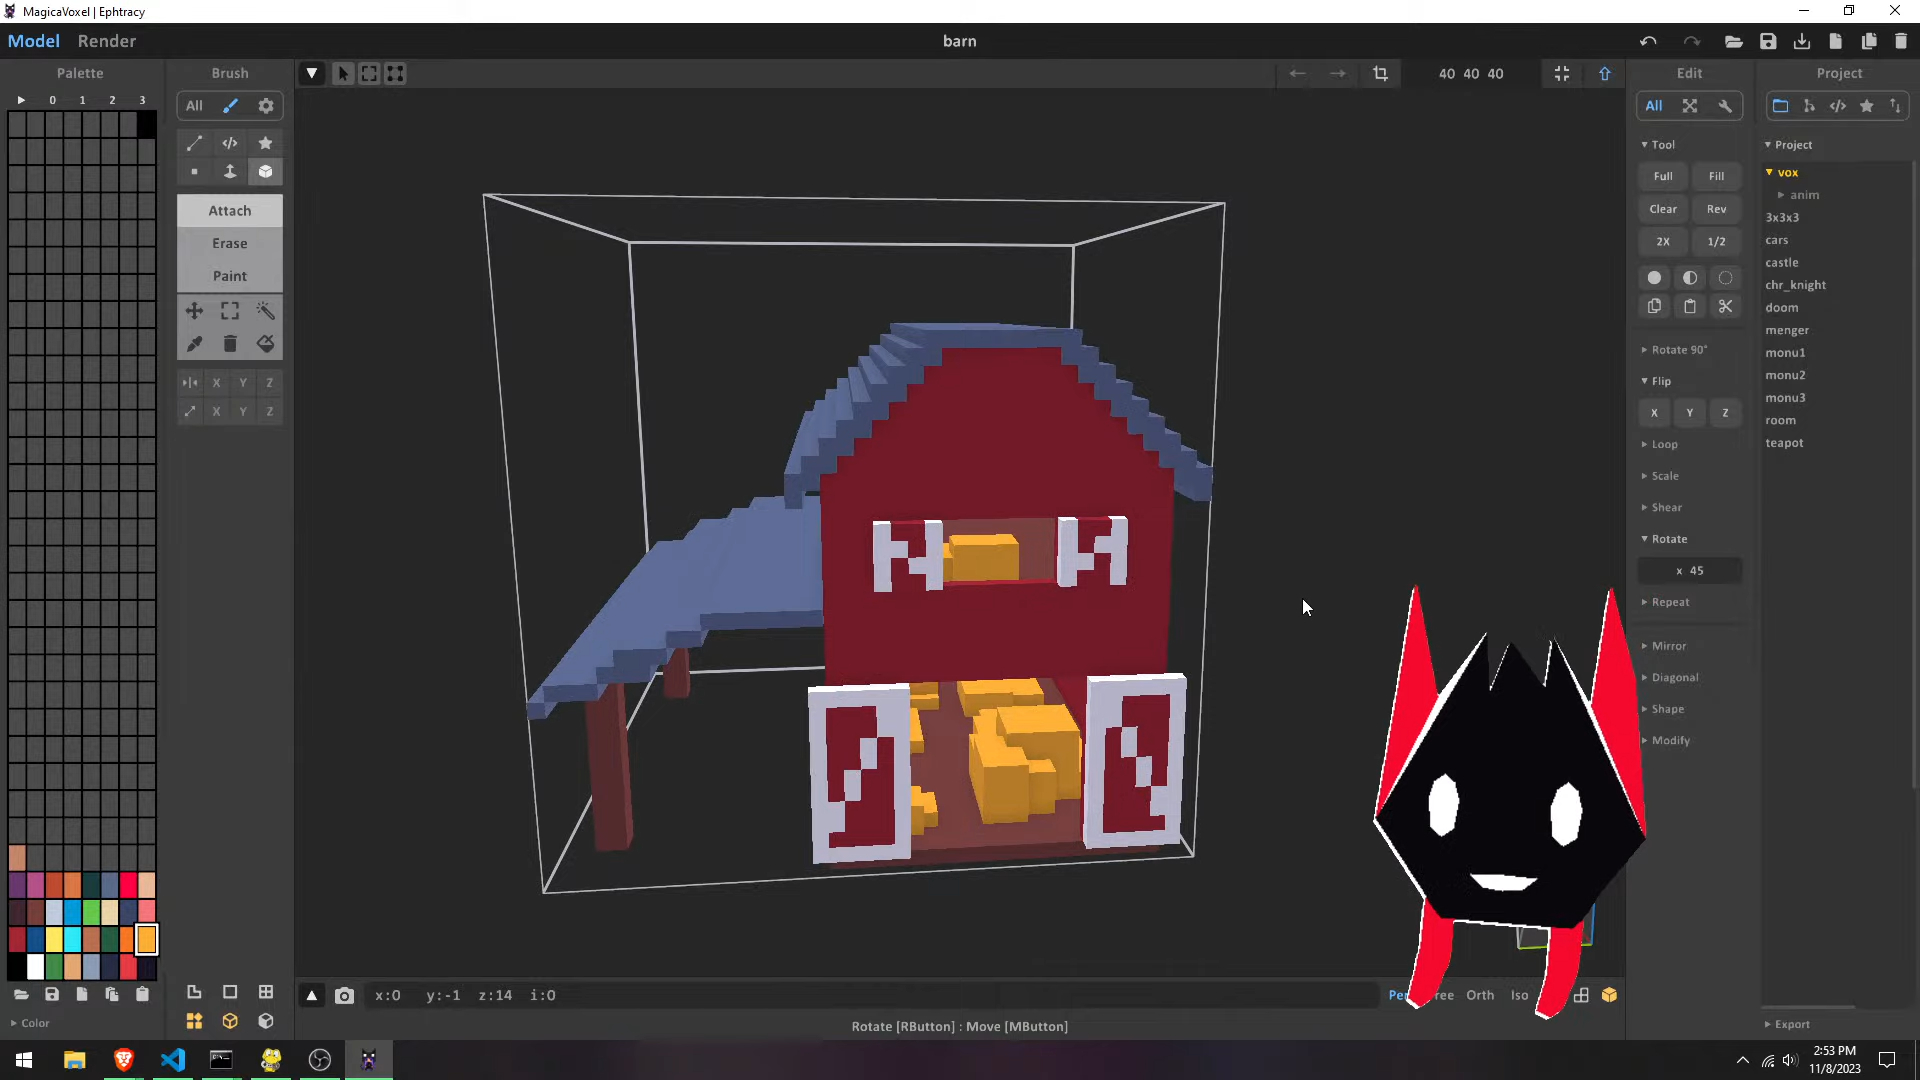 MagicaVoxel | Ephtracy
Model Render
barn
Palette
Brush
40 40 40
Edit
Project
0 1 2 3
All
All
Project
Tool
Attach
Erase
Paint
Full Fill
Clear Rev
2X 1/2
vox
anim
3x3x3
cars
castle
chr_knight
doom
menger
monu1
monu2
monu3
room
teapot
Rotate 90°
Flip
X Y Z
X Y Z
X Y Z
Loop
Scale
Shear
Rotate
x 45
Repeat
Mirror
Diagonal
Shape
Modify
x:0 y:-1 z:14 i:0
Orth Iso
Color
Rotate [RButton] : Move [MButton]
Export
2:53 PM
11/8/2023